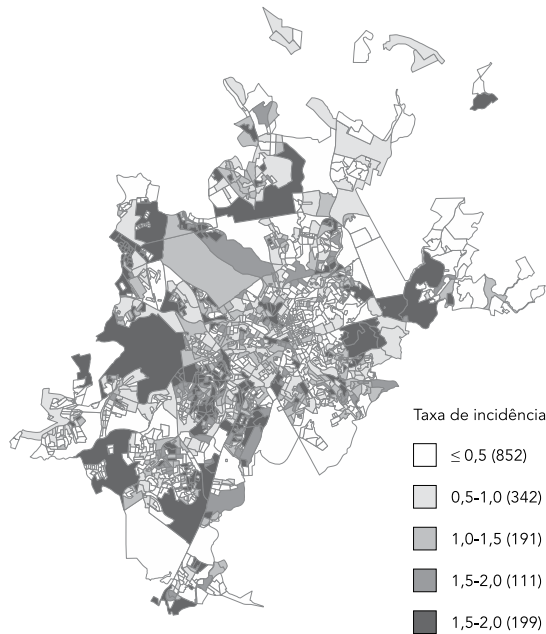 Taxa de incidência
≤ 0,5 (852)
0,5-1,0 (342)
1,0-1,5 (191)
1,5-2,0 (111)
1,5-2,0 (199)